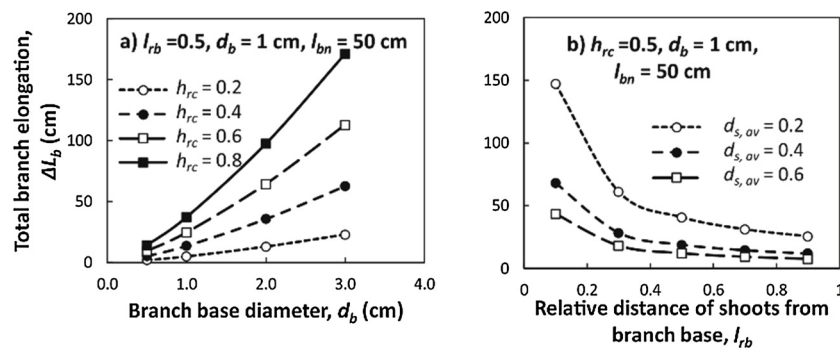 Total branch elongation,
ΔL_b (cm)
200
150
100
50
0
a) l_rb =0.5, d_b = 1 cm, l_bn = 50 cm
h_rc = 0.2
h_rc = 0.4
h_rc = 0.6
h_rc = 0.8
0.0 1.0 2.0 3.0 4.0
Branch base diameter, d_b (cm)
200
150
100
50
0
b) h_rc =0.5, d_b = 1 cm,
l_bn = 50 cm
d_s, av = 0.2
d_s, av = 0.4
d_s, av = 0.6
0 0.2 0.4 0.6 0.8 1
Relative distance of shoots from
branch base, l_rb